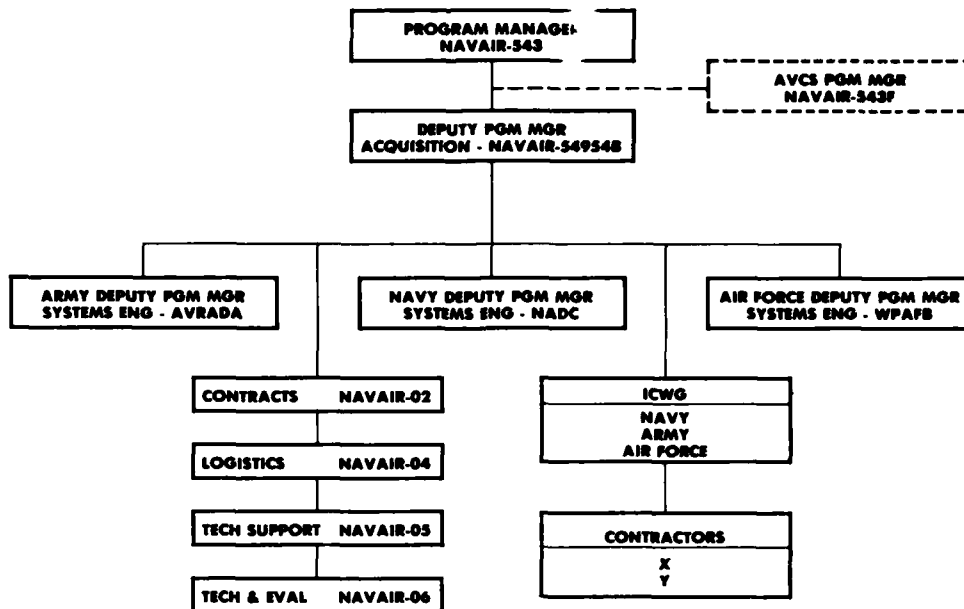 PROGRAM MANAGER
NAVAIR-543
AVCS PGM MGR
NAVAIR-543F
DEPUTY PGM MGR
ACQUISITION - NAVAIR-54954B
ARMY DEPUTY PGM MGR
SYSTEMS ENG - AVRADA
NAVY DEPUTY PGM MGR
SYSTEMS ENG - NADC
AIR FORCE DEPUTY PGM MGR
SYSTEMS ENG - WPAFB
CONTRACTS NAVAIR-02
LOGISTICS NAVAIR-04
TECH SUPPORT NAVAIR-05
TECH & EVAL NAVAIR-06
ICWG
NAVY
ARMY
AIR FORCE
CONTRACTORS
X
Y